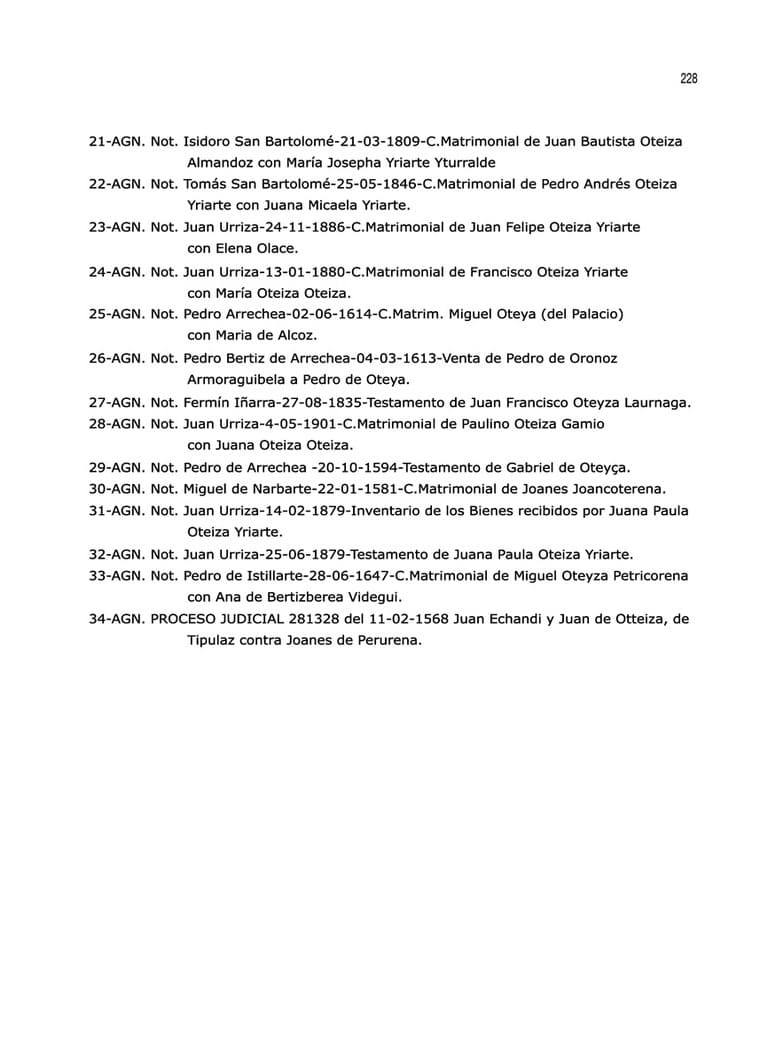 228
21-AGN. Not. Isidoro San Bartolomé-21-03-1809-C.Matrimonial de Juan Bautista Oteiza
Almandoz con María Josepha Yriarte Yturralde
22-AGN. Not. Tomás San Bartolomé-25-05-1846-C.Matrimonial de Pedro Andrés Oteiza
Yriarte con Juana Micaela Yriarte.
23-AGN. Not. Juan Urriza-24-11-1886-C.Matrimonial de Juan Felipe Oteiza Yriarte
con Elena Olace.
24-AGN. Not. Juan Urriza-13-01-1880-C.Matrimonial de Francisco Oteiza Yriarte
con María Oteiza Oteiza.
25-AGN. Not. Pedro Arrechea-02-06-1614-C.Matrim. Miguel Oteya (del Palacio)
con Maria de Alcoz.
26-AGN. Not. Pedro Bertiz de Arrechea-04-03-1613-Venta de Pedro de Oronoz
Armoraguibela a Pedro de Oteya.
27-AGN. Not. Fermín Iñarra-27-08-1835-Testamento de Juan Francisco Oteyza Laurnaga.
28-AGN. Not. Juan Urriza-4-05-1901-C.Matrimonial de Paulino Oteiza Gamio
con Juana Oteiza Oteiza.
29-AGN. Not. Pedro de Arrechea -20-10-1594-Testamento de Gabriel de Oteyça.
30-AGN. Not. Miguel de Narbarte-22-01-1581-C.Matrimonial de Joanes Joancoterena.
31-AGN. Not. Juan Urriza-14-02-1879-Inventario de los Bienes recibidos por Juana Paula
Oteiza Yriarte.
32-AGN. Not. Juan Urriza-25-06-1879-Testamento de Juana Paula Oteiza Yriarte.
33-AGN. Not. Pedro de Istillarte-28-06-1647-C.Matrimonial de Miguel Oteyza Petricorena
con Ana de Bertizberea Videgui.
34-AGN. PROCESO JUDICIAL 281328 del 11-02-1568 Juan Echandi y Juan de Otteiza, de
Tipulaz contra Joanes de Perurena.